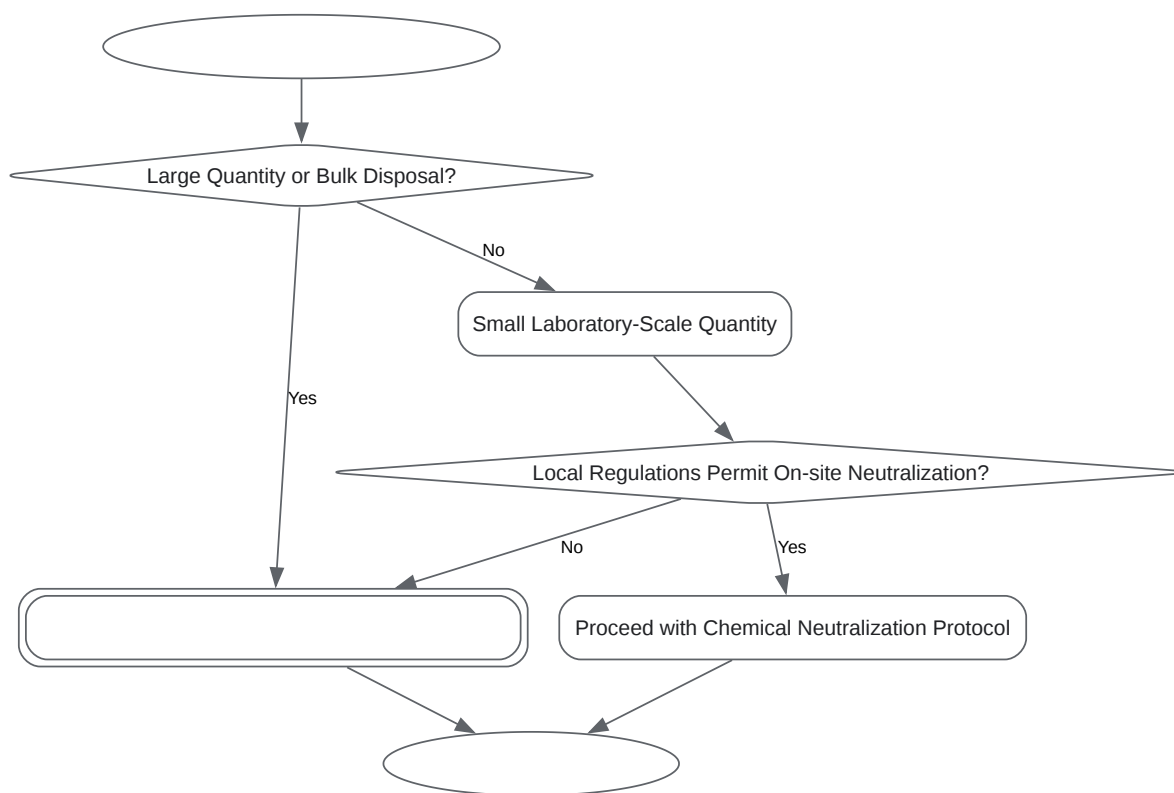 Large Quantity or Bulk Disposal?
No
Small Laboratory-Scale Quantity
Yes
Local Regulations Permit On-site Neutralization?
No
Yes
Proceed with Chemical Neutralization Protocol